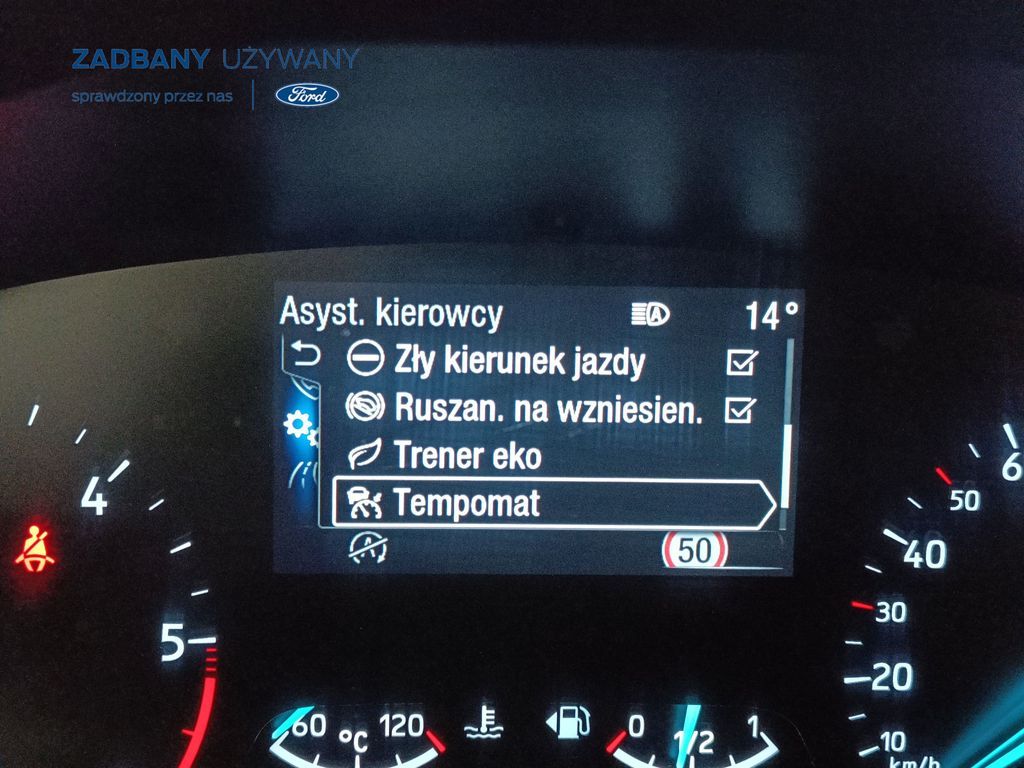 ZADBANY UŻYWANY
sprawdzony przez nas
Ford
Asyst. kierowcy A 14°
Zły kierunek jazdy
Ruszan. na wzniesien.
Trener eko
Tempomat
A 50
4
5
60 °C 120
0 1/2 1
6
50
40
30
20
10
km/h